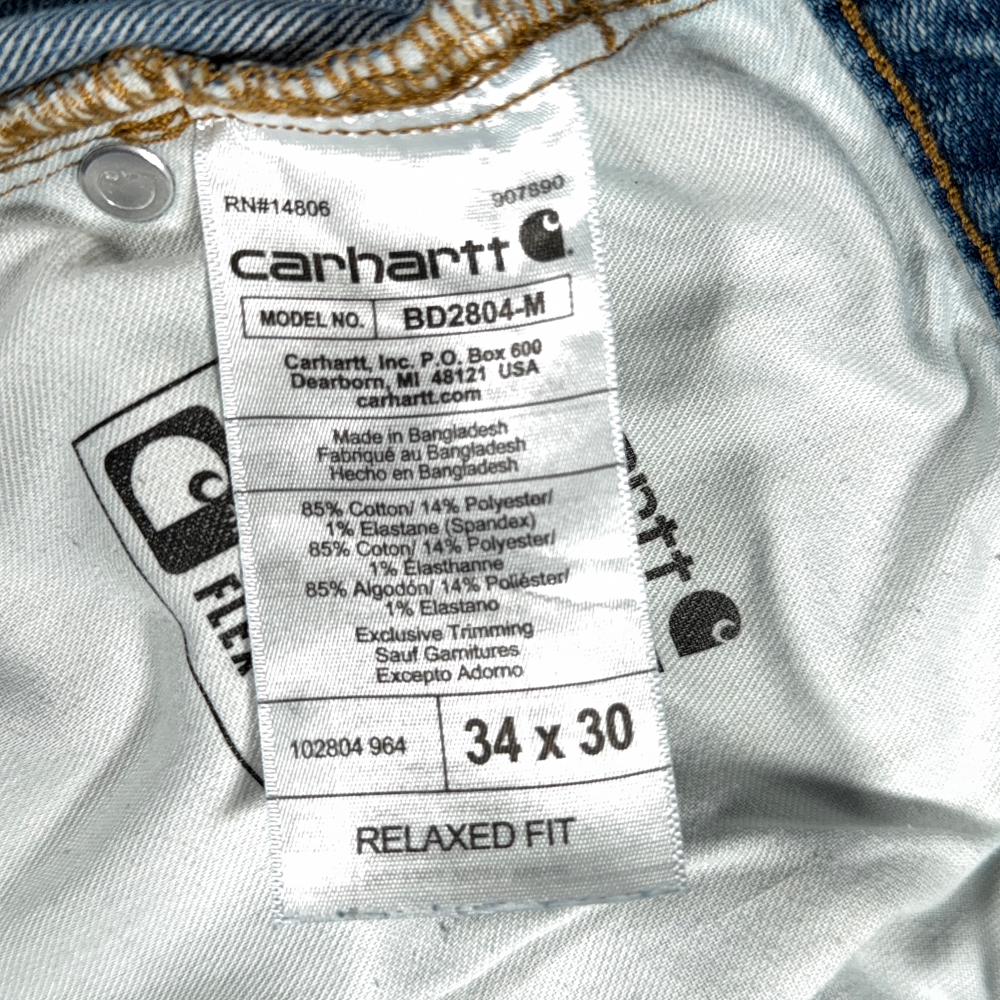 RN#14806 907890
carhartt
MODEL NO. BD2804-M
Carhartt, Inc. P.O. Box 600
Dearborn, MI 48121 USA
carhartt.com
Made in Bangladesh
Fabriqué au Bangladesh
Hecho en Bangladesh
85% Cotton/ 14% Polyester/
1% Elastane (Spandex)
85% Coton/ 14% Polyester/
1% Élasthanne
85% Algodón/ 14% Poliéster/
1% Elastano
Exclusive Trimming
Sauf Garnitures
Excepto Adorno
102804 964 34 x 30
RELAXED FIT